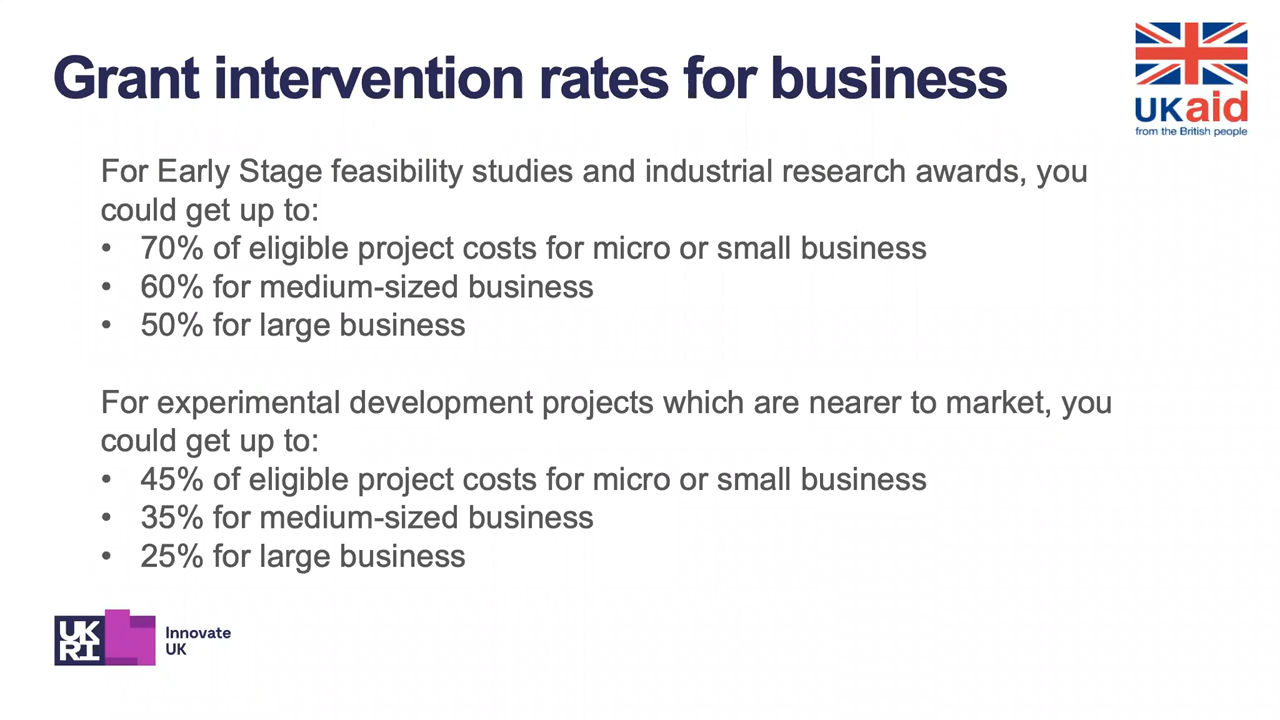 Grant intervention rates for business
UKaid
from the British people
For Early Stage feasibility studies and industrial research awards, you
could get up to:
• 70% of eligible project costs for micro or small business
• 60% for medium-sized business
• 50% for large business
For experimental development projects which are nearer to market, you
could get up to:
• 45% of eligible project costs for micro or small business
• 35% for medium-sized business
• 25% for large business
UK
RI
Innovate
UK